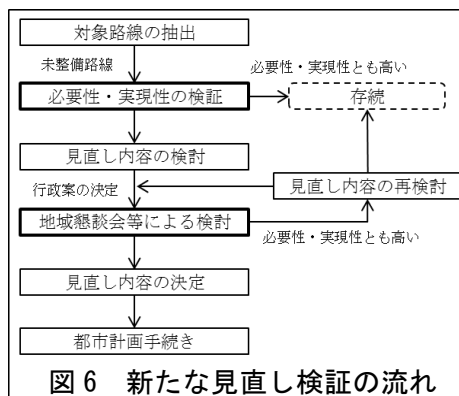 対象路線の抽出
未整備路線
必要性・実現性とも高い
必要性・実現性の検証
存続
見直し内容の検討
行政案の決定
見直し内容の再検討
地域懇談会等による検討
必要性・実現性とも高い
見直し内容の決定
都市計画手続き
図6 新たな見直し検証の流れ